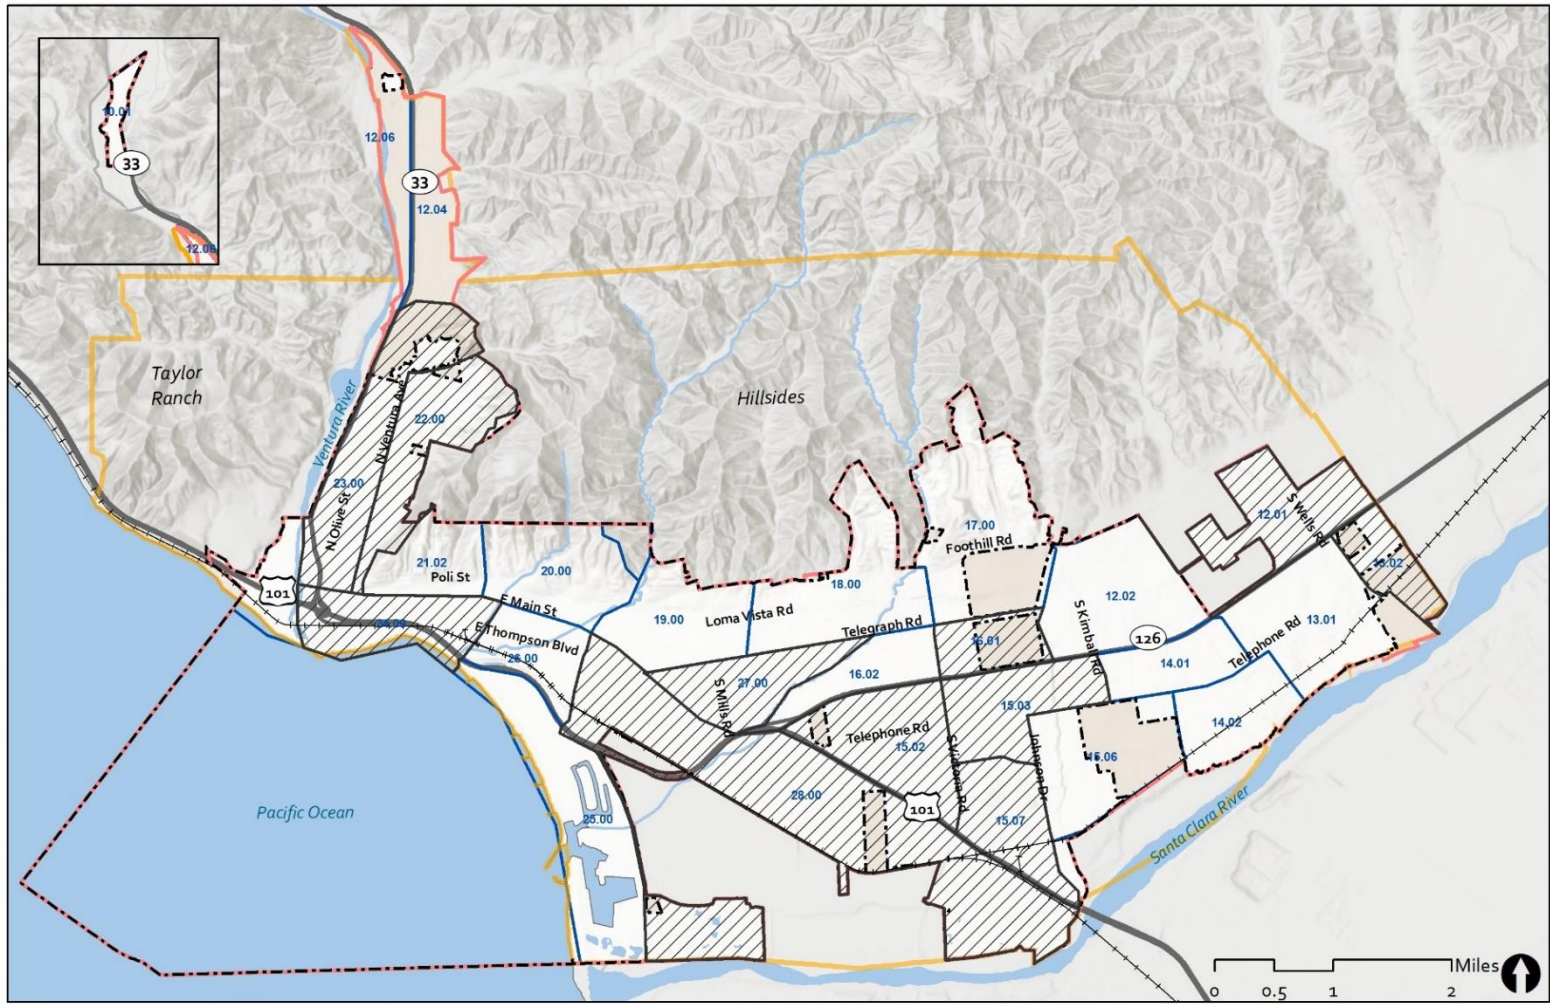 10.01
33
12.06
12.06
33
12.04
Taylor
Ranch
Ventura River
N Ventura Ave
22.00
Hillsides
23.00
N Olive St
21.02
Poli St
20.00
17.00
Foothill Rd
12.01
S Wells Rd
13.02
101
E Main St
18.00
19.00
Loma Vista Rd
Telegraph Rd
12.02
S Kimball Rd
126
13.01
Telephone Rd
24.00
E Thompson Blvd
26.00
16.01
14.01
16.02
27.00
S Mills Rd
15.03
14.02
Telephone Rd
15.02
S Victoria Rd
Johnson Dr
15.06
28.00
101
15.07
Pacific Ocean
25.00
Santa Clara River
Miles
0 0.5 1 2